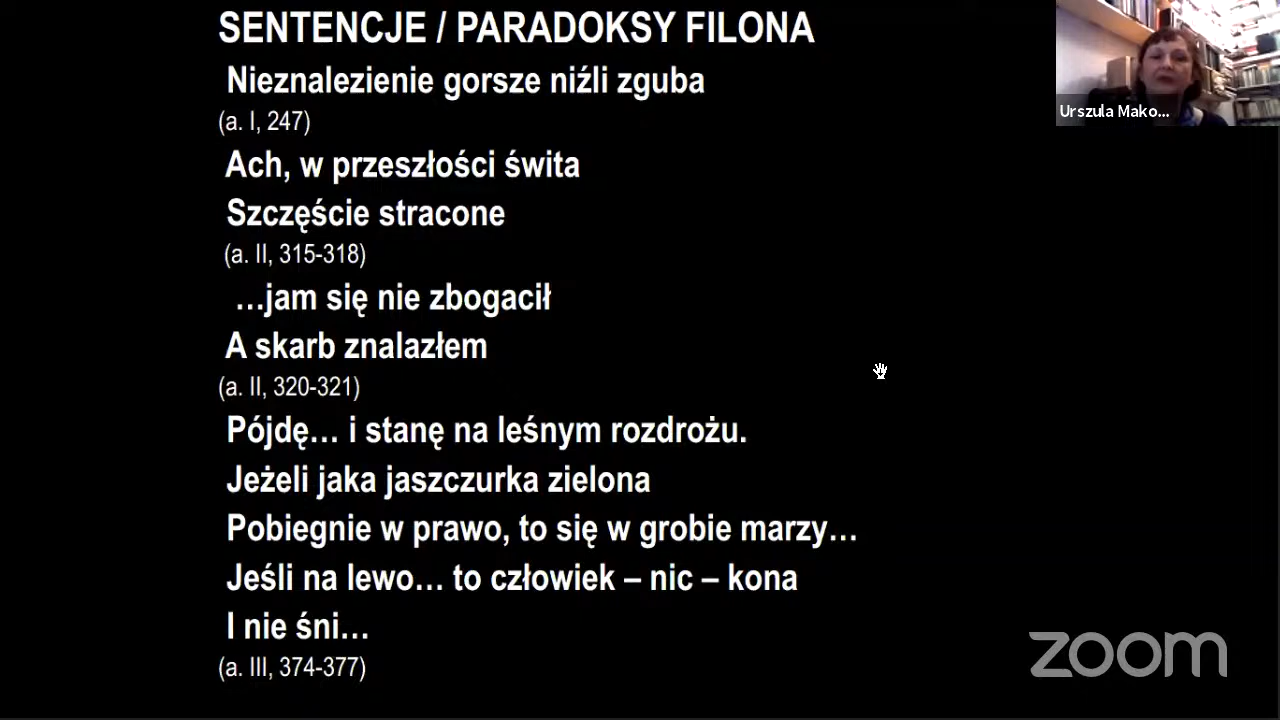 SENTENCJE / PARADOKSY FILONA
Nieznalezienie gorsze niźli zguba
(a. I, 247)
Ach, w przeszłości świta
Szczęście stracone
(a. II, 315-318)
…jam się nie zbogacił
A skarb znalazłem
(a. II, 320-321)
Pójdę… i stanę na leśnym rozdrożu.
Jeżeli jaka jaszczurka zielona
Pobiegnie w prawo, to się w grobie marzy…
Jeśli na lewo… to człowiek – nic – kona
I nie śni…
(a. III, 374-377)
Urszula Mako...
zoom